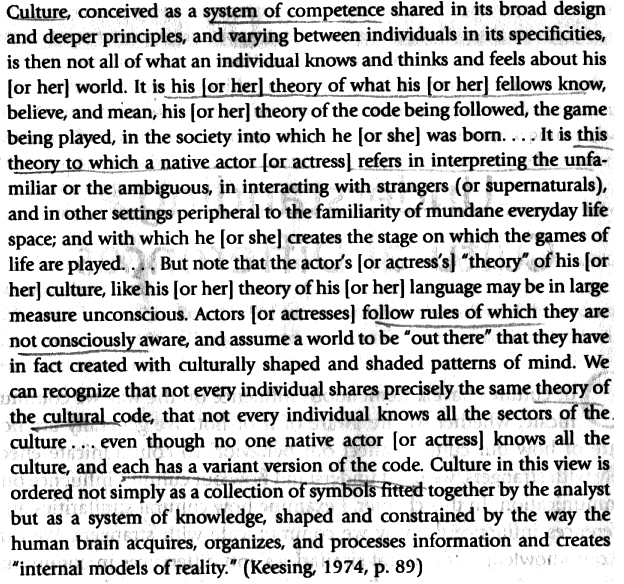 Culture, conceived as a system of competence shared in its broad design
and deeper principles, and varying between individuals in its specificities,
is then not all of what an individual knows and thinks and feels about his
[or her] world. It is his [or her] theory of what his [or her] fellows know,
believe, and mean, his [or her] theory of the code being followed, the game
being played, in the society into which he [or she] was born. . . . It is this
theory to which a native actor [or actress] refers in interpreting the unfa-
miliar or the ambiguous, in interacting with strangers (or supernaturals),
and in other settings peripheral to the familiarity of mundane everyday life
space; and with which he [or she] creates the stage on which the games of
life are played. . . . But note that the actor's [or actress's] "theory" of his [or
her] culture, like his [or her] theory of his [or her] language may be in large
measure unconscious. Actors [or actresses] follow rules of which they are
not consciously aware, and assume a world to be "out there" that they have
in fact created with culturally shaped and shaded patterns of mind. We
can recognize that not every individual shares precisely the same theory of
the cultural code, that not every individual knows all the sectors of the
culture . . . even though no one native actor [or actress] knows all the
culture, and each has a variant version of the code. Culture in this view is
ordered not simply as a collection of symbols fitted together by the analyst
but as a system of knowledge, shaped and constrained by the way the
human brain acquires, organizes, and processes information and creates
"internal models of reality." (Keesing, 1974, p. 89)